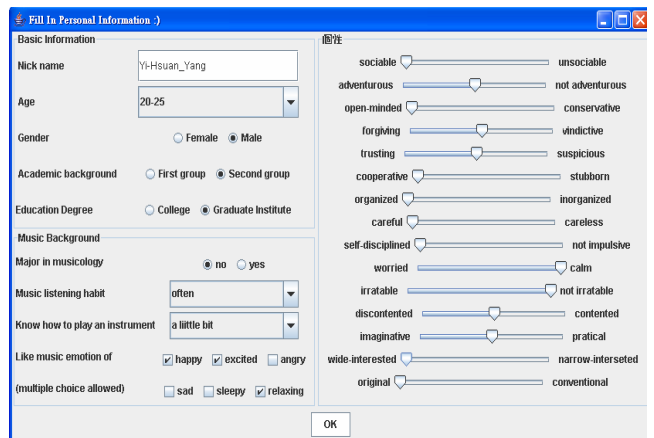 Fill In Personal Information :)
Basic Information
Nick name Yi-Hsuan_Yang
Age 20-25
Gender Female Male
Academic background First group Second group
Education Degree College Graduate Institute
Music Background
Major in musicology no yes
Music listening habit often
Know how to play an instrument a liittle bit
Like music emotion of happy excited angry
(multiple choice allowed) sad sleepy relaxing
個性
sociable unsociable
adventurous not adventurous
open-minded conservative
forgiving vindictive
trusting suspicious
cooperative stubborn
organized inorganized
careful careless
self-disciplined not impulsive
worried calm
irratable not irratable
discontented contented
imaginative pratical
wide-interested narrow-interseted
original conventional
OK